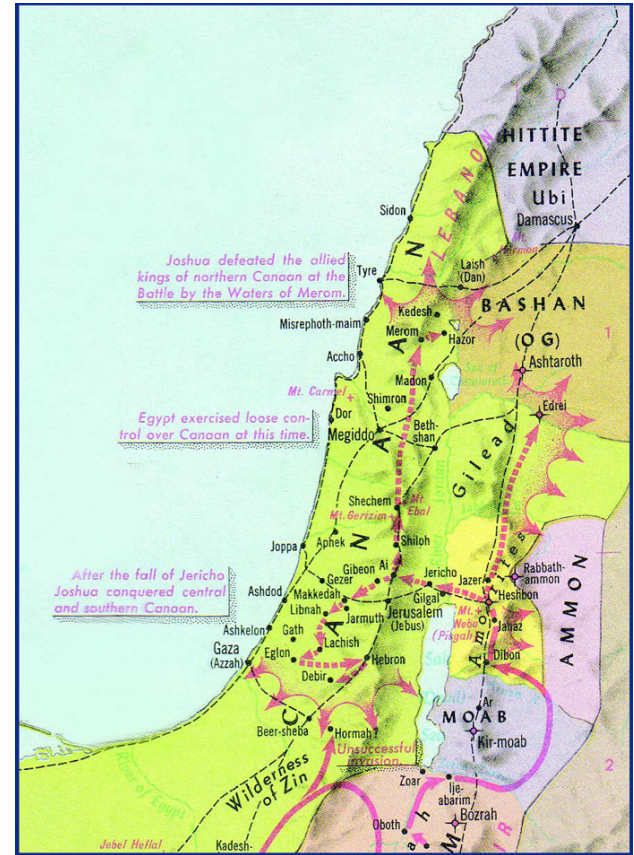 D
HITTITE
EMPIRE
Ubi
Damascus
LEBANON
Mt.
Hermon
Sidon
Joshua defeated the allied
kings of northern Canaan at the
Battle by the Waters of Merom.
Tyre
Laish
(Dan)
BASHAN
(OG)
1
Kedesh
Misrephoth-maim
Merom
Hazor
Accho
Ashtaroth
Sea of
Madon
Mt. Carmel
Shimron
Edrei
Dor
Egypt exercised loose con-
trol over Canaan at this time.
Megiddo
Beth-
shan
Gilead
Jordan
Shechem
Mt.
Ebal
Mt. Gerizim
CANAAN
Joppa
Aphek
Shiloh
Amorites
Rabbath-
ammon
AMMON
After the fall of Jericho
Joshua conquered central
and southern Canaan.
Gibeon
Ai
Jericho
Jazer
Gezer
Heshbon
Ashdod
Makkedah
Gilgal
Libnah
Jerusalem
(Jebus)
Mt.
Nebo
(Pisgah)
Jarmuth
Jahaz
Ashkelon
Gath
Gaza
(Azzah)
Lachish
Eglon
Hebron
Dibon
Debir
Ar
MOAB
Beer-sheba
Hormah?
Kir-moab
Unsuccessful
invasion.
2
Wilderness
of Zin
Zoar
Ije-
abarim
River of Egypt
Oboth
Bozrah
Jebel Hellal
Kadesh-